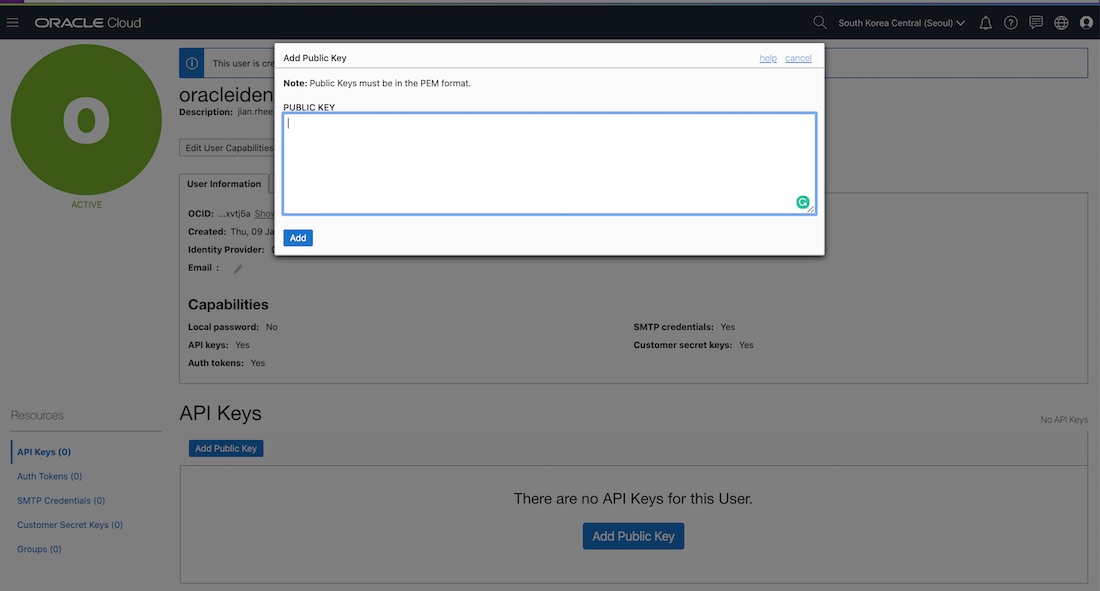 ORACLE Cloud
South Korea Central (Seoul)
Add Public Key
help cancel
Note: Public Keys must be in the PEM format.
PUBLIC KEY
Add
O
ACTIVE
This user is
oracleiden
Description: jian.rhee
Edit User Capabilities
User Information
OCID: ...xvtj5a
Created: Thu, 09
Identity Provider:
Email :
Capabilities
Local password: No
API keys: Yes
Auth tokens: Yes
SMTP credentials: Yes
Customer secret keys: Yes
Resources
API Keys (0)
Auth Tokens (0)
SMTP Credentials (0)
Customer Secret Keys (0)
Groups (0)
API Keys
No API Keys
Add Public Key
There are no API Keys for this User.
Add Public Key